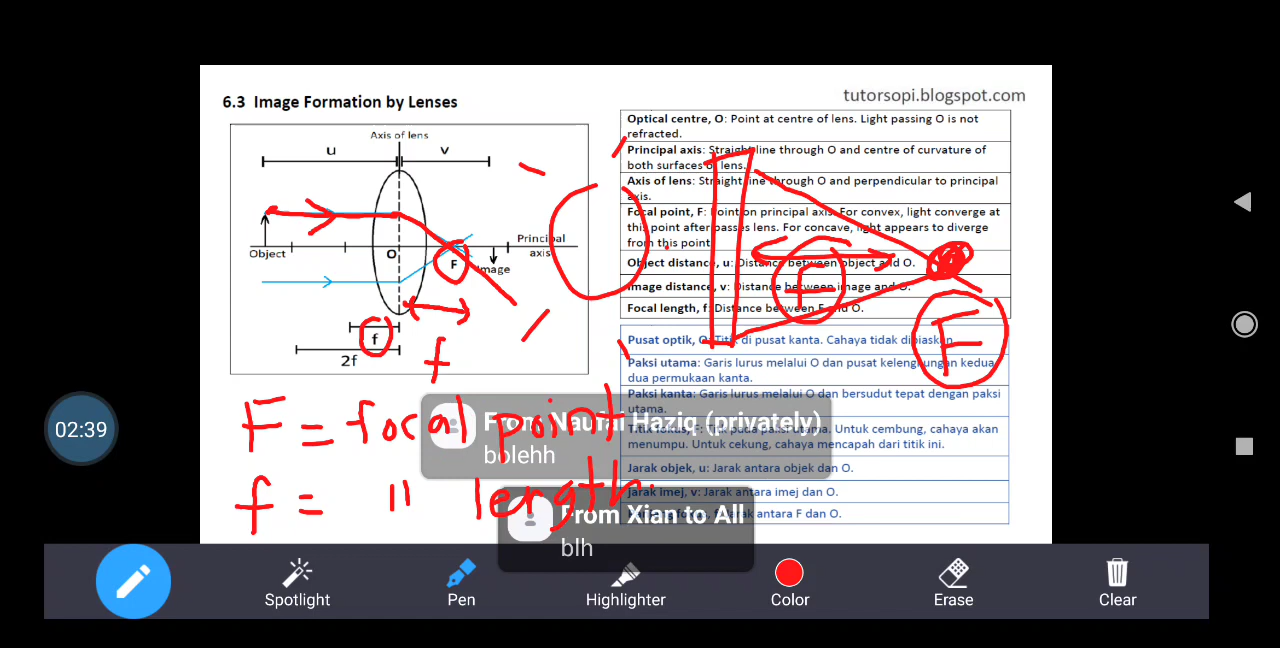 6.3 Image Formation by Lenses
tutorsopi.blogspot.com
Axis of lens
u
v
Object
O
F
Image
Principal
axis
f
2f
f
F = focal point
f = " length.
Optical centre, O: Point at centre of lens. Light passing O is not
refracted.
Principal axis: Straight line through O and centre of curvature of
both surfaces lens.
Axis of lens: Straight line through O and perpendicular to principal
axis.
Focal point, F: Point on principal axis. For convex, light converge at
this point after passes lens. For concave, light appears to diverge
from this point
Object distance, u: Distance between object and O.
Image distance, v: Distance between image and O.
Focal length, f: Distance between F and O.
F
F
Pusat optik, O: Titik di pusat kanta. Cahaya tidak dibiaskan
Paksi utama: Garis lurus melalui O dan pusat kelengkungan kedua
dua permukaan kanta.
Paksi kanta: Garis lurus melalui O dan bersudut tepat dengan paksi
utama.
Titik fokus, F: Titik pada paksi utama. Untuk cembung, cahaya akan
menumpu. Untuk cekung, cahaya mencapah dari titik ini.
Jarak objek, u: Jarak antara objek dan O.
Jarak imej, v: Jarak antara imej dan O.
antara F dan O.
From Naufal Haziq (privately)
bolehh
From Xian to All
blh
02:39
Spotlight
Pen
Highlighter
Color
Erase
Clear